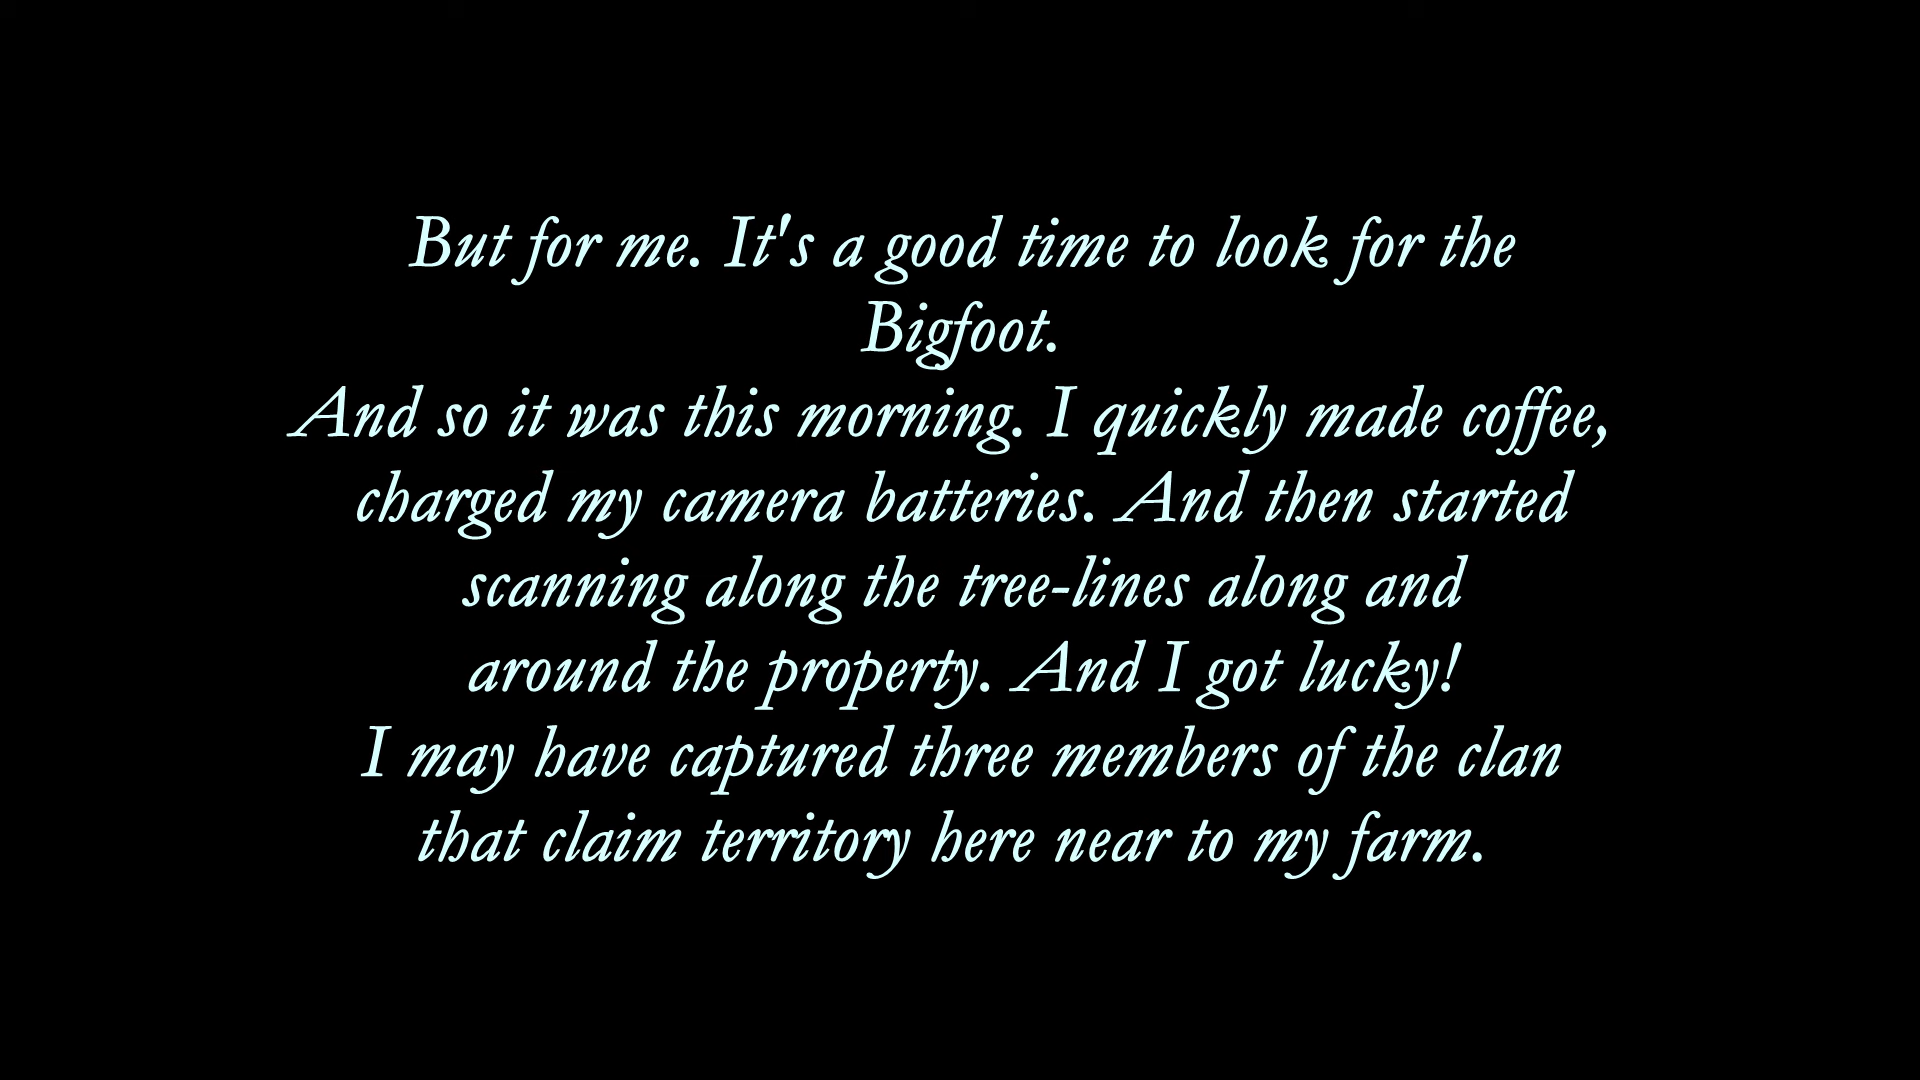 But for me. It's a good time to look for the
Bigfoot.
And so it was this morning. I quickly made coffee,
charged my camera batteries. And then started
scanning along the tree-lines along and
around the property. And I got lucky!
I may have captured three members of the clan
that claim territory here near to my farm.